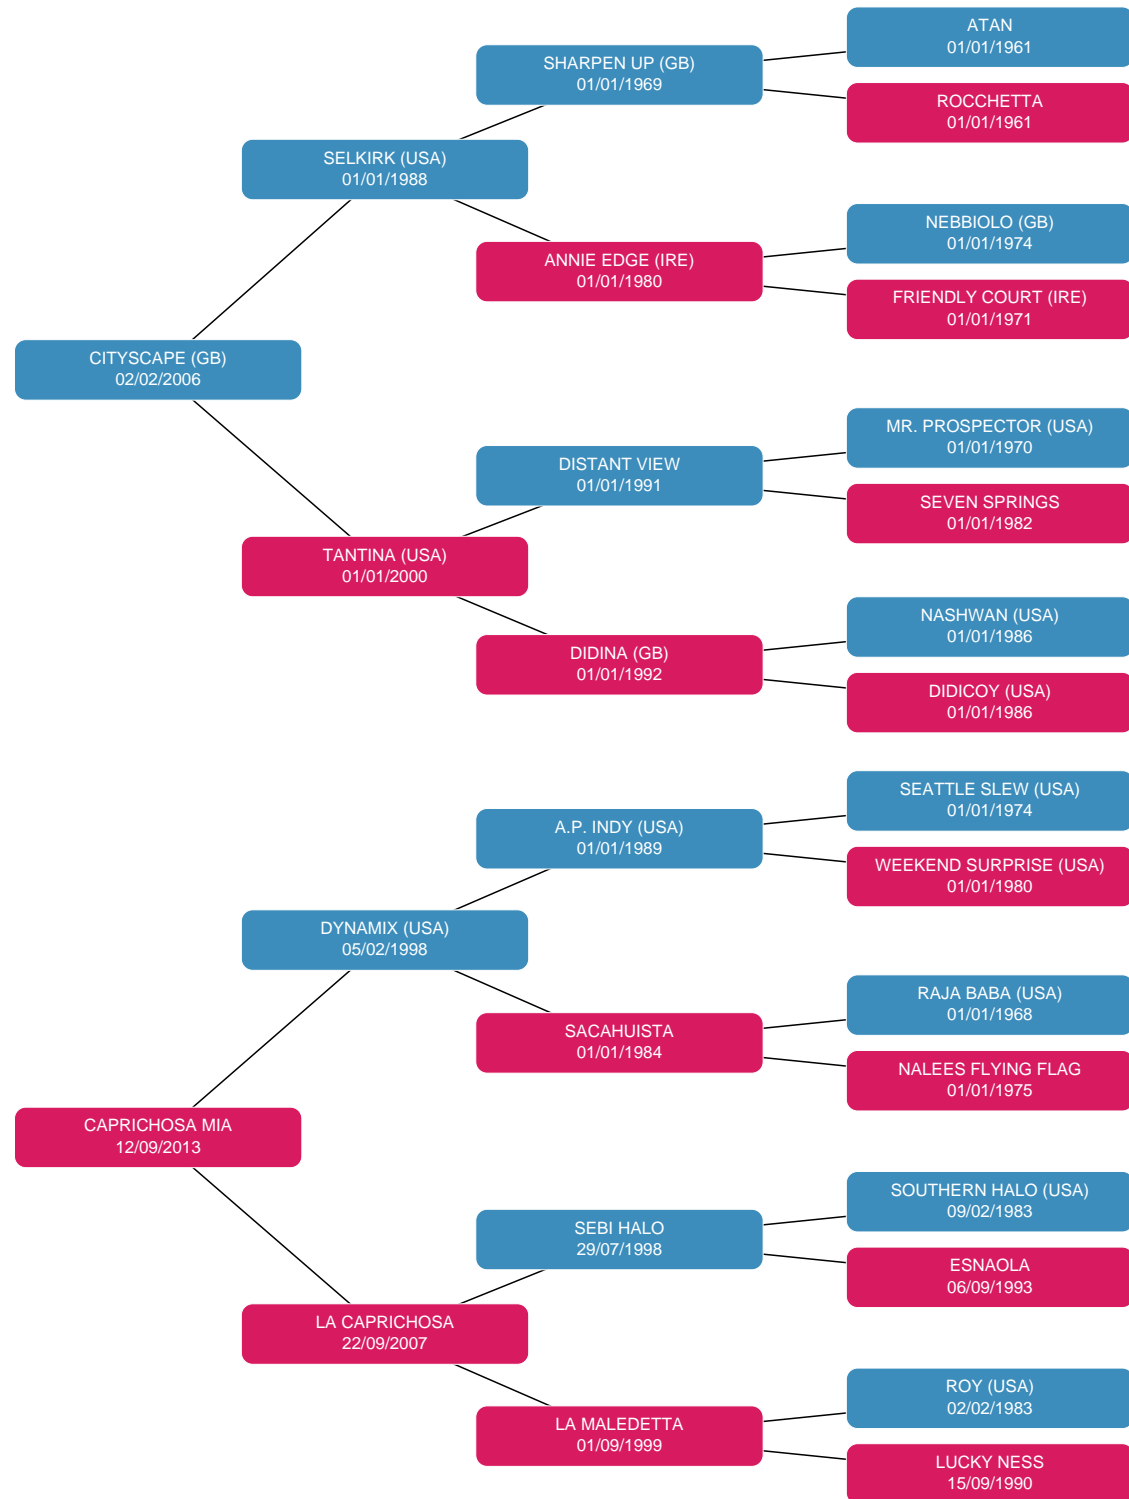 ATAN
01/01/1961
SHARPEN UP (GB)
01/01/1969
ROCCHETTA
01/01/1961
SELKIRK (USA)
01/01/1988
NEBBIOLO (GB)
01/01/1974
ANNIE EDGE (IRE)
01/01/1980
FRIENDLY COURT (IRE)
01/01/1971
CITYSCAPE (GB)
02/02/2006
MR. PROSPECTOR (USA)
01/01/1970
DISTANT VIEW
01/01/1991
SEVEN SPRINGS
01/01/1982
TANTINA (USA)
01/01/2000
NASHWAN (USA)
01/01/1986
DIDINA (GB)
01/01/1992
DIDICOY (USA)
01/01/1986
SEATTLE SLEW (USA)
01/01/1974
A.P. INDY (USA)
01/01/1989
WEEKEND SURPRISE (USA)
01/01/1980
DYNAMIX (USA)
05/02/1998
RAJA BABA (USA)
01/01/1968
SACAHUISTA
01/01/1984
NALEES FLYING FLAG
01/01/1975
CAPRICHOSA MIA
12/09/2013
SOUTHERN HALO (USA)
09/02/1983
SEBI HALO
29/07/1998
ESNAOLA
06/09/1993
LA CAPRICHOSA
22/09/2007
ROY (USA)
02/02/1983
LA MALEDETTA
01/09/1999
LUCKY NESS
15/09/1990